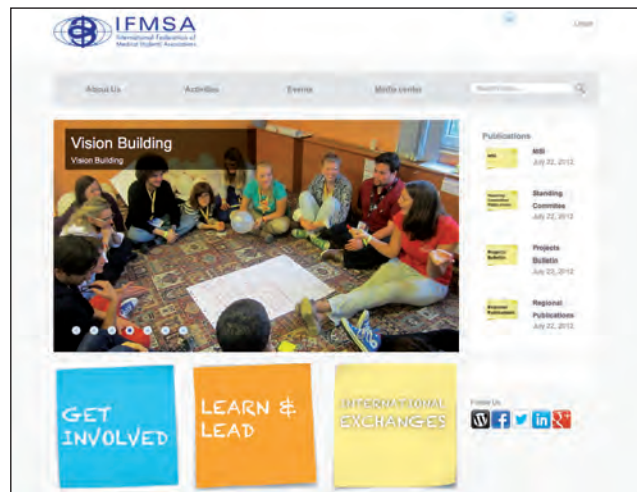 IFMSA
International Federation of
Medical Students' Associations
Login
About Us
Activities
Events
Media center
Vision Building
Vision Building
Publications
MSI
July 22, 2012
Standing
Commitee
July 22, 2012
Projects
Bulletin
July 22, 2012
Regional
Publications
July 22, 2012
GET
INVOLVED
LEARN &
LEAD
INTERNATIONAL
EXCHANGES
Follow Us